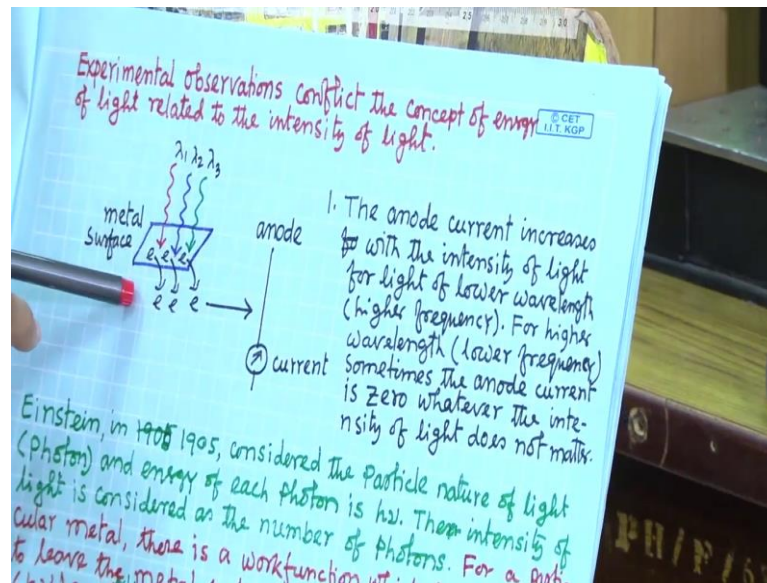 Experimental observations conflict the concept of energy
of light related to the intensity of light.
© CET
I.I.T. KGP
λ1 λ2 λ3
metal
surface
e e e
e e e
anode
current
1. The anode current increases
with the intensity of light
for light of lower wavelength
(higher frequency). For higher
wavelength (lower frequency)
sometimes the anode current
is zero whatever the inte-
nsity of light does not matter.
Einstein, in 1905, considered the particle nature of light
(Photon) and energy of each photon is hν. The intensity of
light is considered as the number of photons. For a parti
cular metal, there is a workfunction
to leave the metal
PH / F / 6